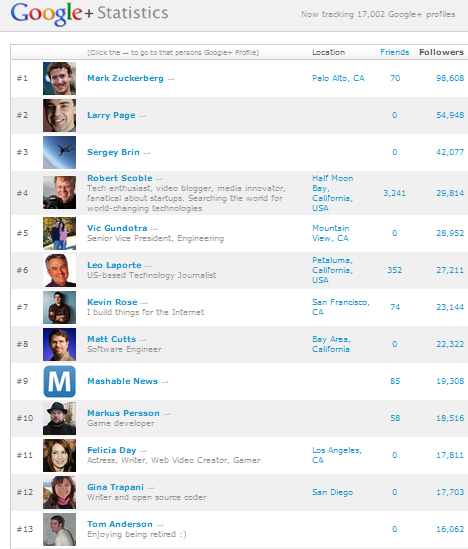 Google+ Statistics
Now tracking 17,002 Google+ profiles
(Click the → to go to that persons Google+ Profile) Location Friends Followers
#1 Mark Zuckerberg → Palo Alto, CA 70 98,608
#2 Larry Page → 0 54,948
#3 Sergey Brin → 0 42,077
#4 Robert Scoble → Half Moon Bay, California, USA 3,241 29,814
Tech enthusiast, video blogger, media innovator,
fanatical about startups. Searching the world for
world-changing technologies
#5 Vic Gundotra → Mountain View, CA 0 28,952
Senior Vice President, Engineering
#6 Leo Laporte → Petaluma, California, USA 352 27,211
US-based Technology Journalist
#7 Kevin Rose → San Francisco, CA 74 23,144
I build things for the Internet
#8 Matt Cutts → Bay Area, California 0 22,322
Software Engineer
#9 M Mashable News → 85 19,308
#10 Markus Persson → 58 18,516
Game developer
#11 Felicia Day → Los Angeles, CA 0 17,811
Actress, Writer, Web Video Creator, Gamer
#12 Gina Trapani → San Diego 0 17,703
Writer and open source coder
#13 Tom Anderson → 0 16,062
Enjoying being retired :)